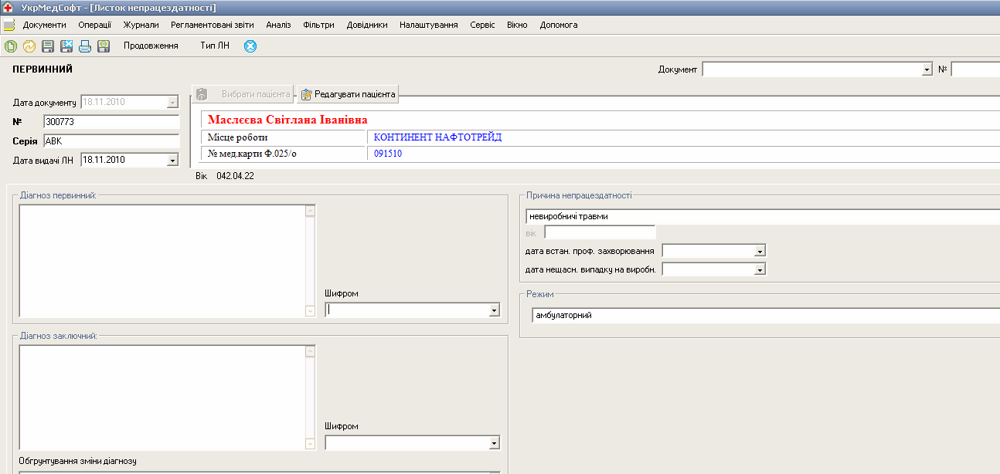 УкрМедСофт - [Листок непрацездатності]
Документи Операції Журнали Регламентовані звіти Аналіз Фільтри Довідники Налаштування Сервіс Вікно Допомога
Продовження Тип ЛН
ПЕРВИННИЙ Документ №
Вибрати пацієнта Редагувати пацієнта
Дата документу 18.11.2010
№ 300773
Серія АВК
Дата видачі ЛН 18.11.2010
Маслєєва Світлана Іванівна
Місце роботи КОНТИНЕНТ НАФТОТРЕЙД
№ мед.карти Ф.025/о 091510
Вік 042.04.22
Діагноз первинний:
Шифром
Діагноз заключний:
Шифром
Обгрунтування зміни діагнозу
Причина непрацездатності
невиробничі травми
вік
дата встан. проф. захворювання
дата нещасн. випадку на виробн.
Режим
амбулаторний